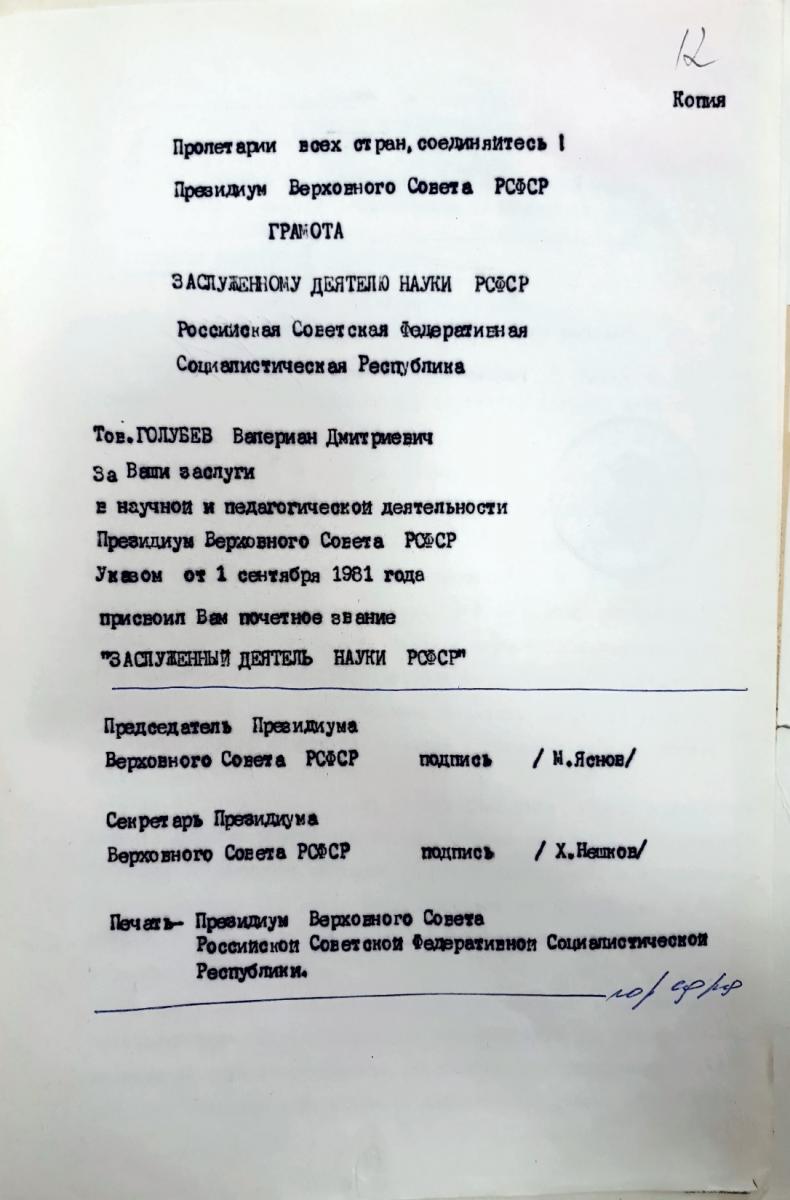 12
Копия
Пролетарии всех стран, соединяйтесь !
Президиум Верховного Совета РСФСР
ГРАМОТА
ЗАСЛУЖЕННОМУ ДЕЯТЕЛЮ НАУКИ РСФСР
Российская Советская Федеративная
Социалистическая Республика
Тов.ГОЛУБЕВ Валериан Дмитриевич
За Ваши заслуги
в научной и педагогической деятельности
Президиум Верховного Совета РСФСР
Указом от 1 сентября 1981 года
присвоил Вам почетное звание
"ЗАСЛУЖЕННЫЙ ДЕЯТЕЛЬ НАУКИ РСФСР"
Председатель Президиума
Верховного Совета РСФСР подпись / М.Яснов/
Секретарь Президиума
Верховного Совета РСФСР подпись / Х.Нешков/
Печать- Президиум Верховного Совета
Российской Советской Федеративной Социалистической
Республики.